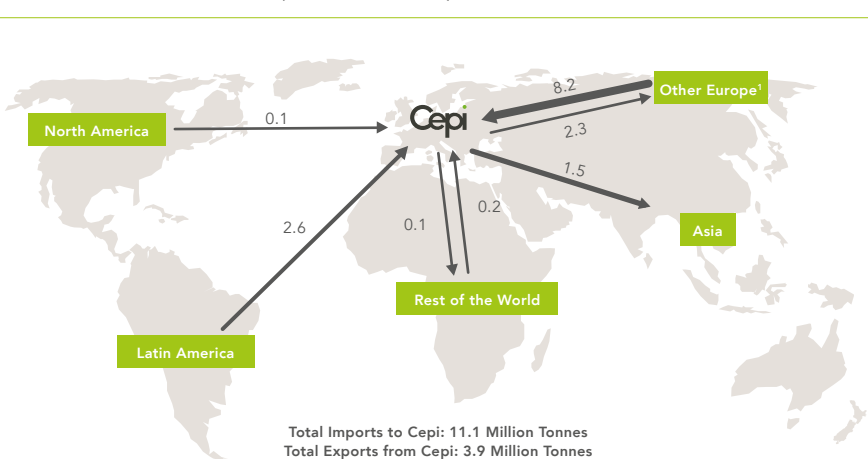 8.2
Other Europe¹
0.1
Cepi
North America
2.3
1.5
2.6
0.1
0.2
Asia
Rest of the World
Latin America
Total Imports to Cepi: 11.1 Million Tonnes
Total Exports from Cepi: 3.9 Million Tonnes